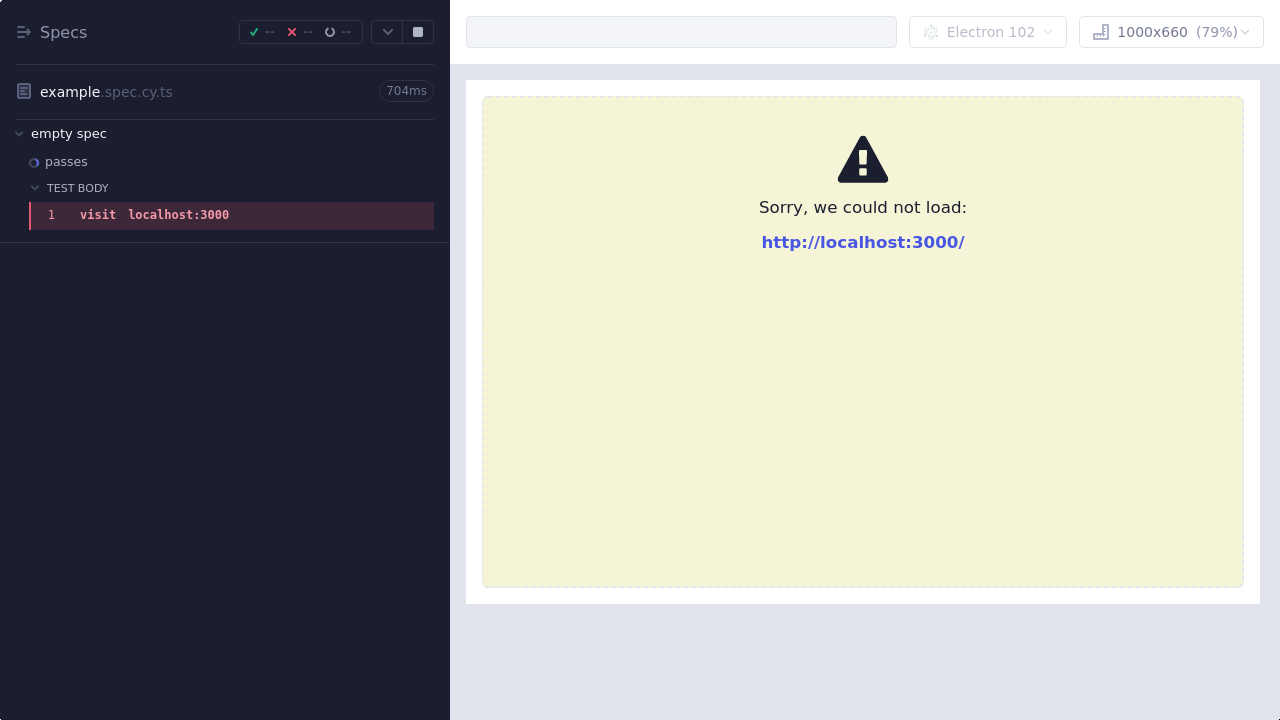 Specs
-- -- --
example.spec.cy.ts 704ms
empty spec
passes
TEST BODY
1 visit localhost:3000
Electron 102
1000x660 (79%)
Sorry, we could not load:
http://localhost:3000/